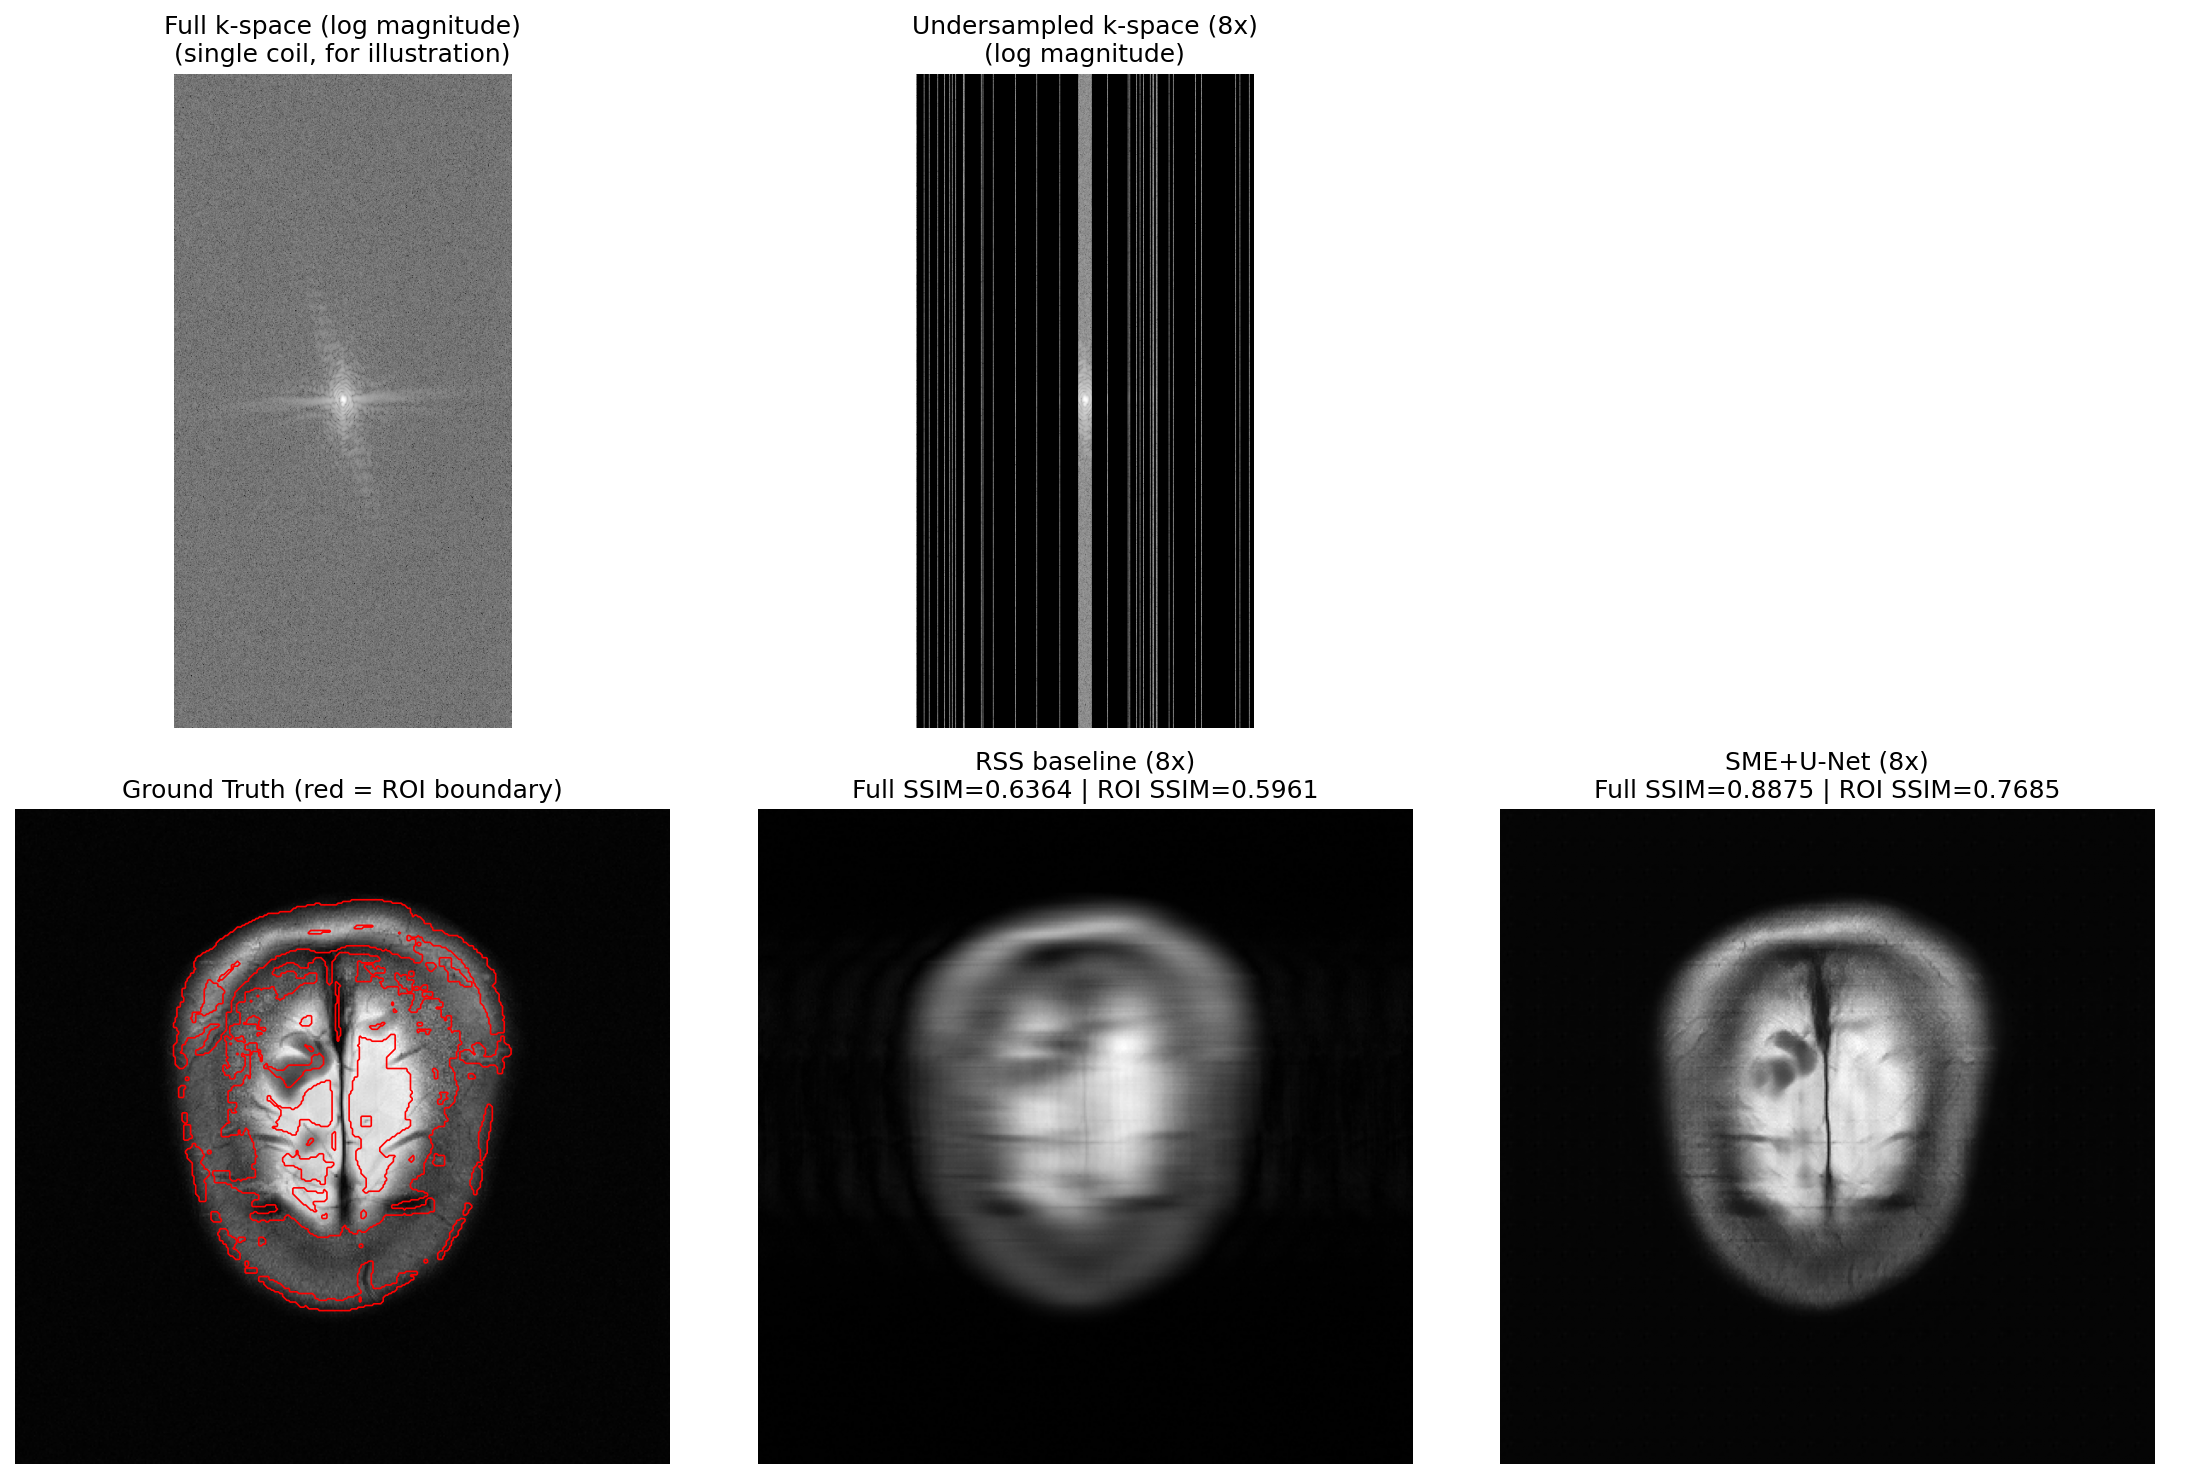 Full k-space (log magnitude)
(single coil, for illustration)
Undersampled k-space (8x)
(log magnitude)
Ground Truth (red = ROI boundary)
RSS baseline (8x)
Full SSIM=0.6364 | ROI SSIM=0.5961
SME+U-Net (8x)
Full SSIM=0.8875 | ROI SSIM=0.7685